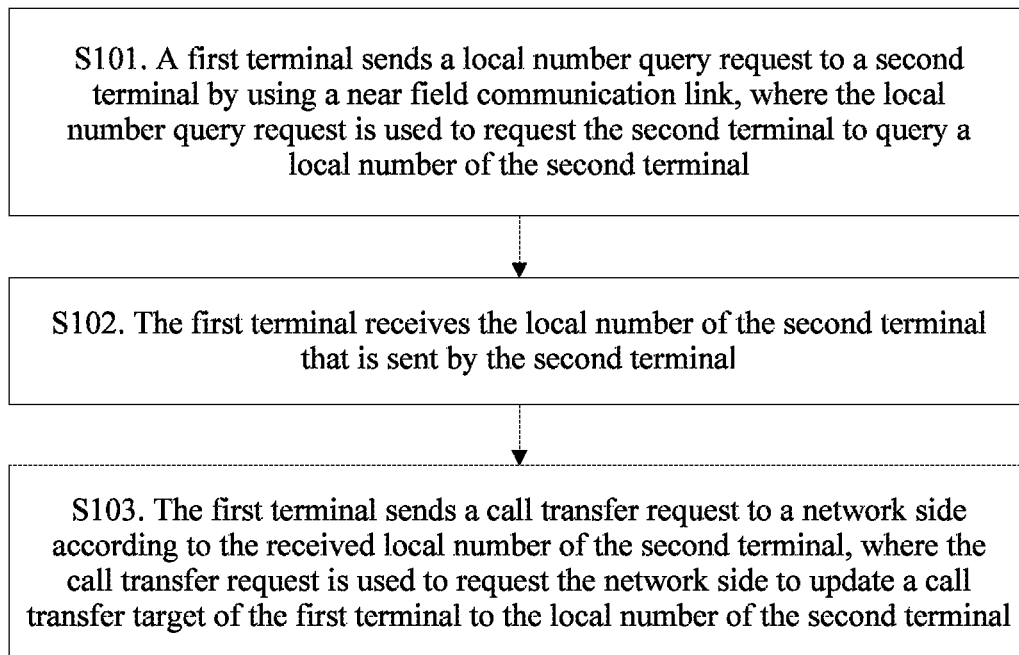 S101. A first terminal sends a local number query request to a second
terminal by using a near field communication link, where the local
number query request is used to request the second terminal to query a
local number of the second terminal
S102. The first terminal receives the local number of the second terminal
that is sent by the second terminal
S103. The first terminal sends a call transfer request to a network side
according to the received local number of the second terminal, where the
call transfer request is used to request the network side to update a call
transfer target of the first terminal to the local number of the second terminal